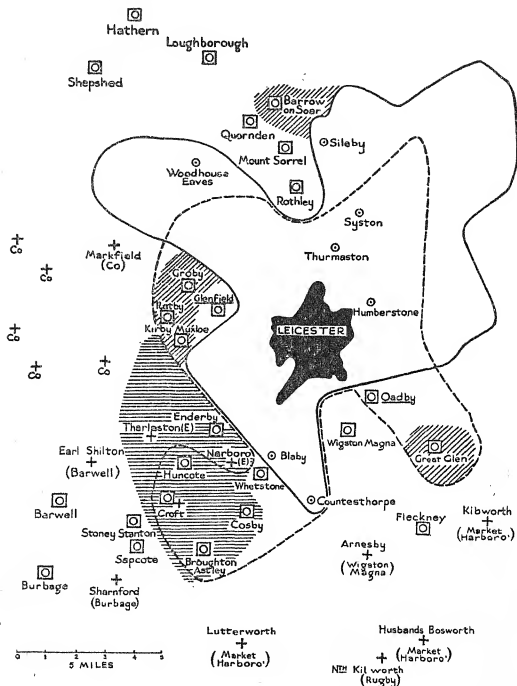 Hathern
Loughborough
Shepshed
Barrow
on Soar
Quornden
Sileby
Mount Sorrel
Woodhouse
Eaves
Rothley
Syston
Co
Markfield
(Co)
Thurmaston
Co
Groby
Glenfield
Ratby
Humberstone
Co
LEICESTER
Kirby Muxloe
Co
Co
Oadby
Enderby
Thurlaston (E)
Wigston Magna
Great Glen
Earl Shilton
(Barwell)
Narboro'
(E)?
Blaby
Huncote
Whetstone
Barwell
Croft
Countesthorpe
Kibworth
(Market
Harboro')
Stoney Stanton
Cosby
Fleckney
Sapcote
Broughton
Astley
Arnesby
(Wigston
Magna)
Burbage
Sharnford
(Burbage)
Lutterworth
(Market
Harboro')
Husbands Bosworth
(Market
Harboro')
NTH Kilworth
(Rugby)
0 1 2 3 4 5
5 MILES